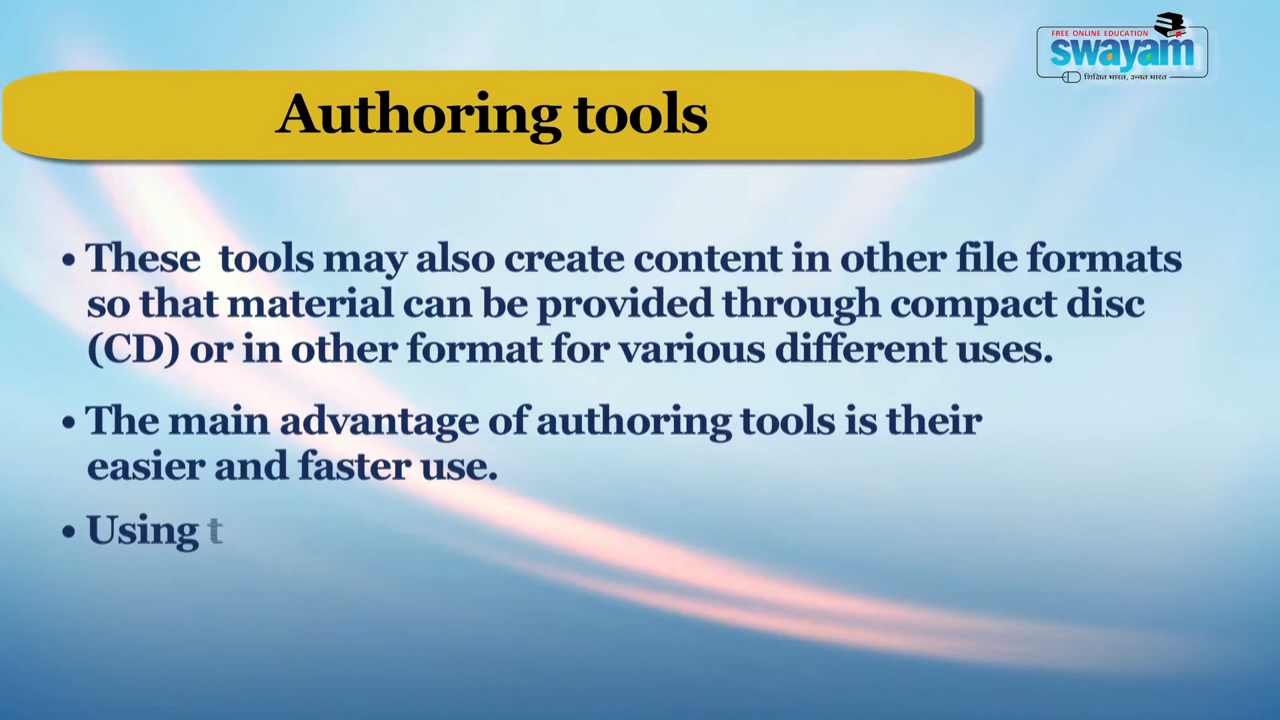 FREE ONLINE EDUCATION
swayam
शिक्षित भारत, उन्नत भारत
Authoring tools
• These tools may also create content in other file formats
so that material can be provided through compact disc
(CD) or in other format for various different uses.
• The main advantage of authoring tools is their
easier and faster use.
• Using t